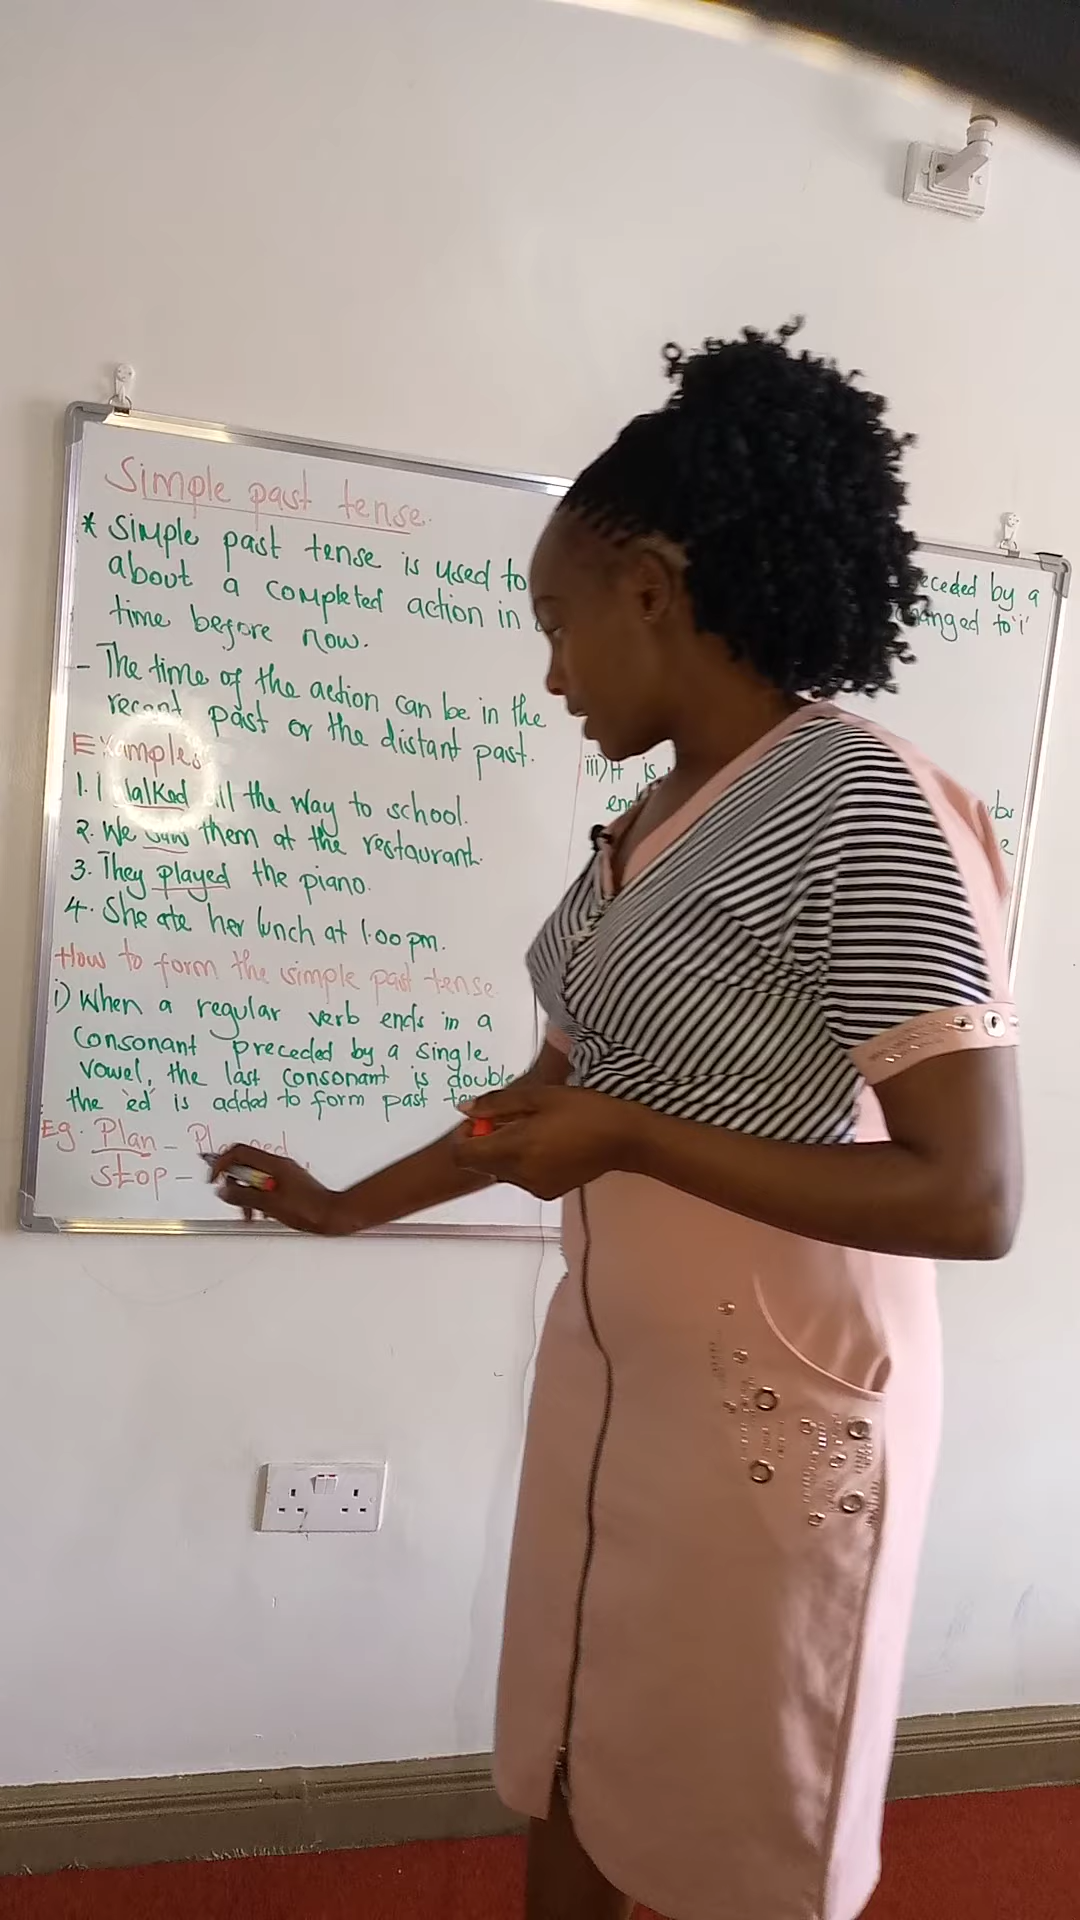 Simple past tense.
* Simple past tense is used to
about a completed action in
time before now.
- The time of the action can be in the
recent past or the distant past.
Examples
1. I Walked all the way to school.
2. We saw them at the restaurant.
3. They played the piano.
4. She ate her lunch at 1.00pm.
How to form the simple past tense
i) When a regular verb ends in a
consonant preceded by a single
vowel, the last consonant is double
the 'ed' is added to form past
Eg. Plan - Planned
stop -
eceded by a
hanged to 'i'
iii) It is
end
rbs
e